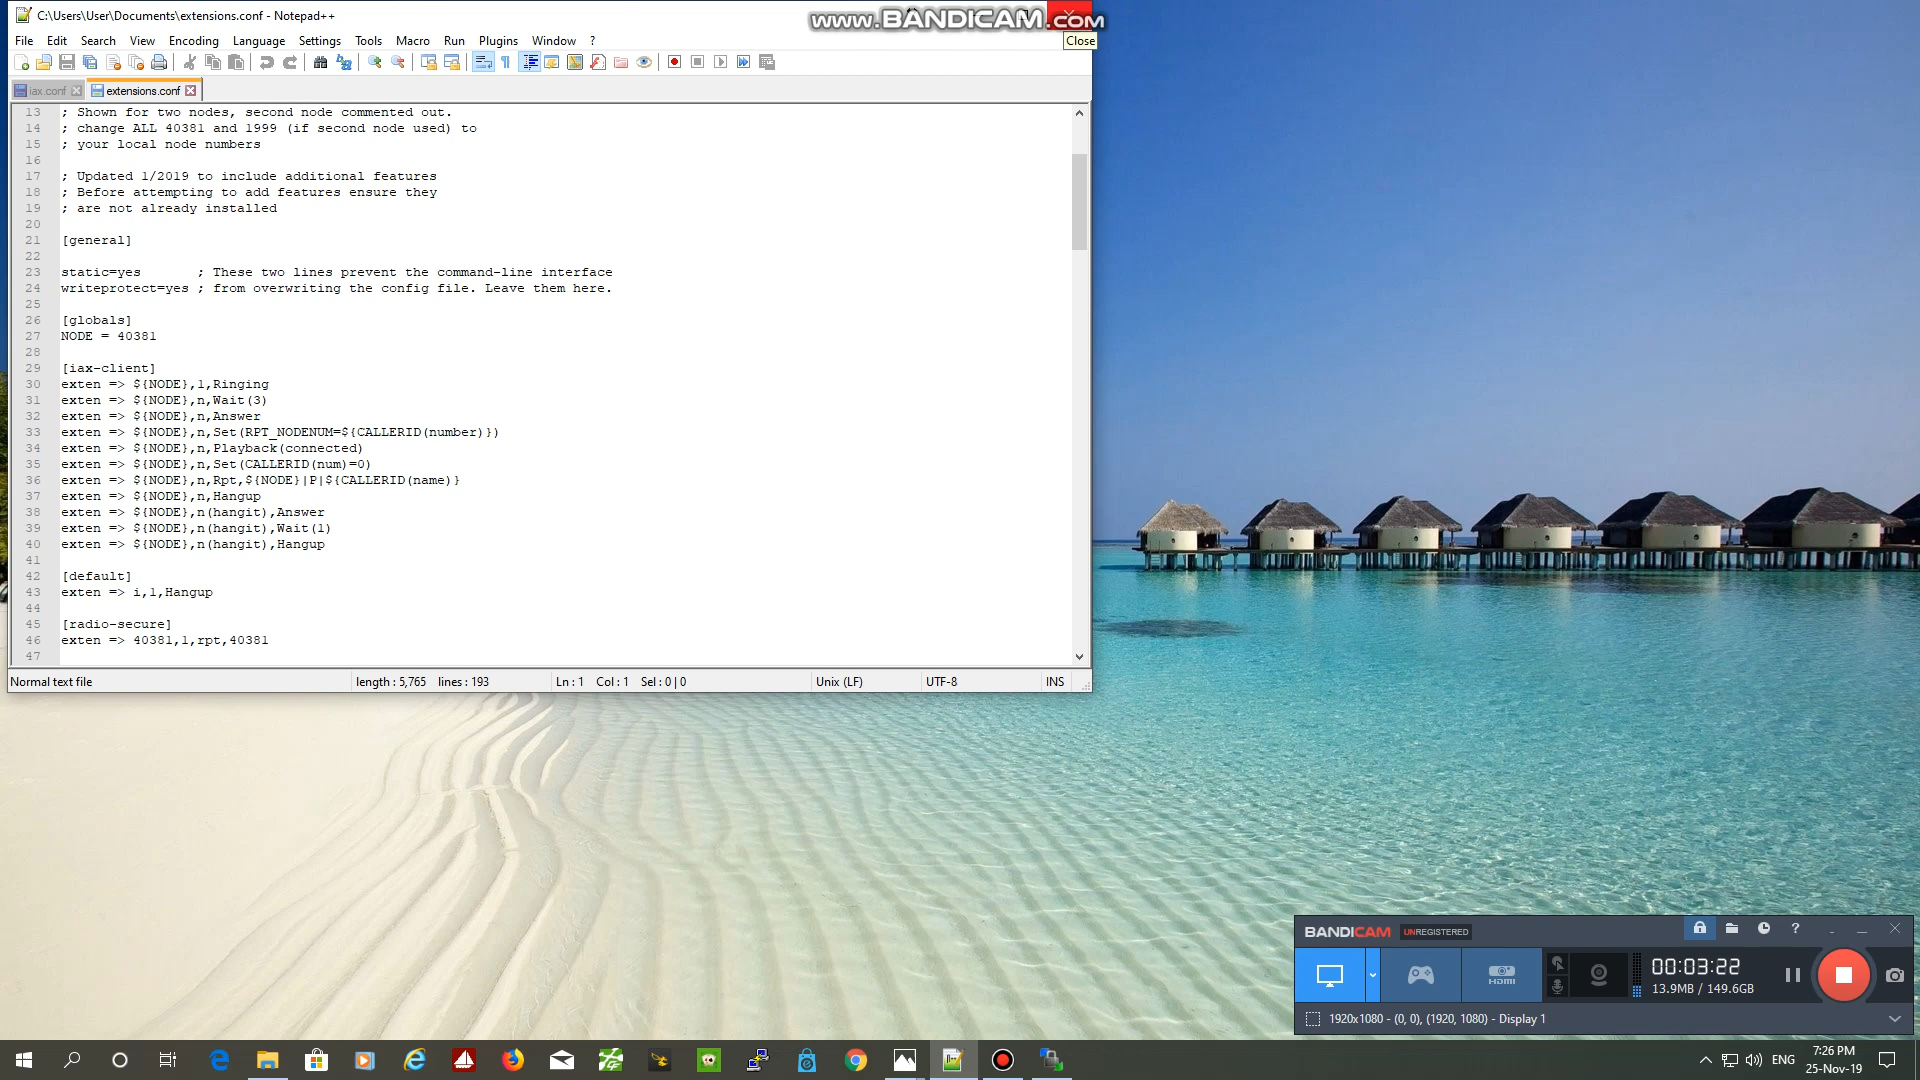 C:\Users\User\Documents\extensions.conf - Notepad++
www.BANDICAM.com
File Edit Search View Encoding Language Settings Tools Macro Run Plugins Window ?
Close
iax.conf extensions.conf
13 ; Shown for two nodes, second node commented out.
14 ; change ALL 40381 and 1999 (if second node used) to
15 ; your local node numbers
16
17 ; Updated 1/2019 to include additional features
18 ; Before attempting to add features ensure they
19 ; are not already installed
20
21 [general]
22
23 static=yes ; These two lines prevent the command-line interface
24 writeprotect=yes ; from overwriting the config file. Leave them here.
25
26 [globals]
27 NODE = 40381
28
29 [iax-client]
30 exten => ${NODE},1,Ringing
31 exten => ${NODE},n,Wait(3)
32 exten => ${NODE},n,Answer
33 exten => ${NODE},n,Set(RPT_NODENUM=${CALLERID(number)})
34 exten => ${NODE},n,Playback(connected)
35 exten => ${NODE},n,Set(CALLERID(num)=0)
36 exten => ${NODE},n,Rpt,${NODE}|P|${CALLERID(name)}
37 exten => ${NODE},n,Hangup
38 exten => ${NODE},n(hangit),Answer
39 exten => ${NODE},n(hangit),Wait(1)
40 exten => ${NODE},n(hangit),Hangup
41
42 [default]
43 exten => i,1,Hangup
44
45 [radio-secure]
46 exten => 40381,1,rpt,40381
47
Normal text file length : 5,765 lines : 193 Ln : 1 Col : 1 Sel : 0 | 0 Unix (LF) UTF-8 INS
BANDICAM UNREGISTERED ?
HDMI 00:03:22
13.9MB / 149.6GB
1920x1080 - (0, 0), (1920, 1080) - Display 1
ENG 7:26 PM
25-Nov-19